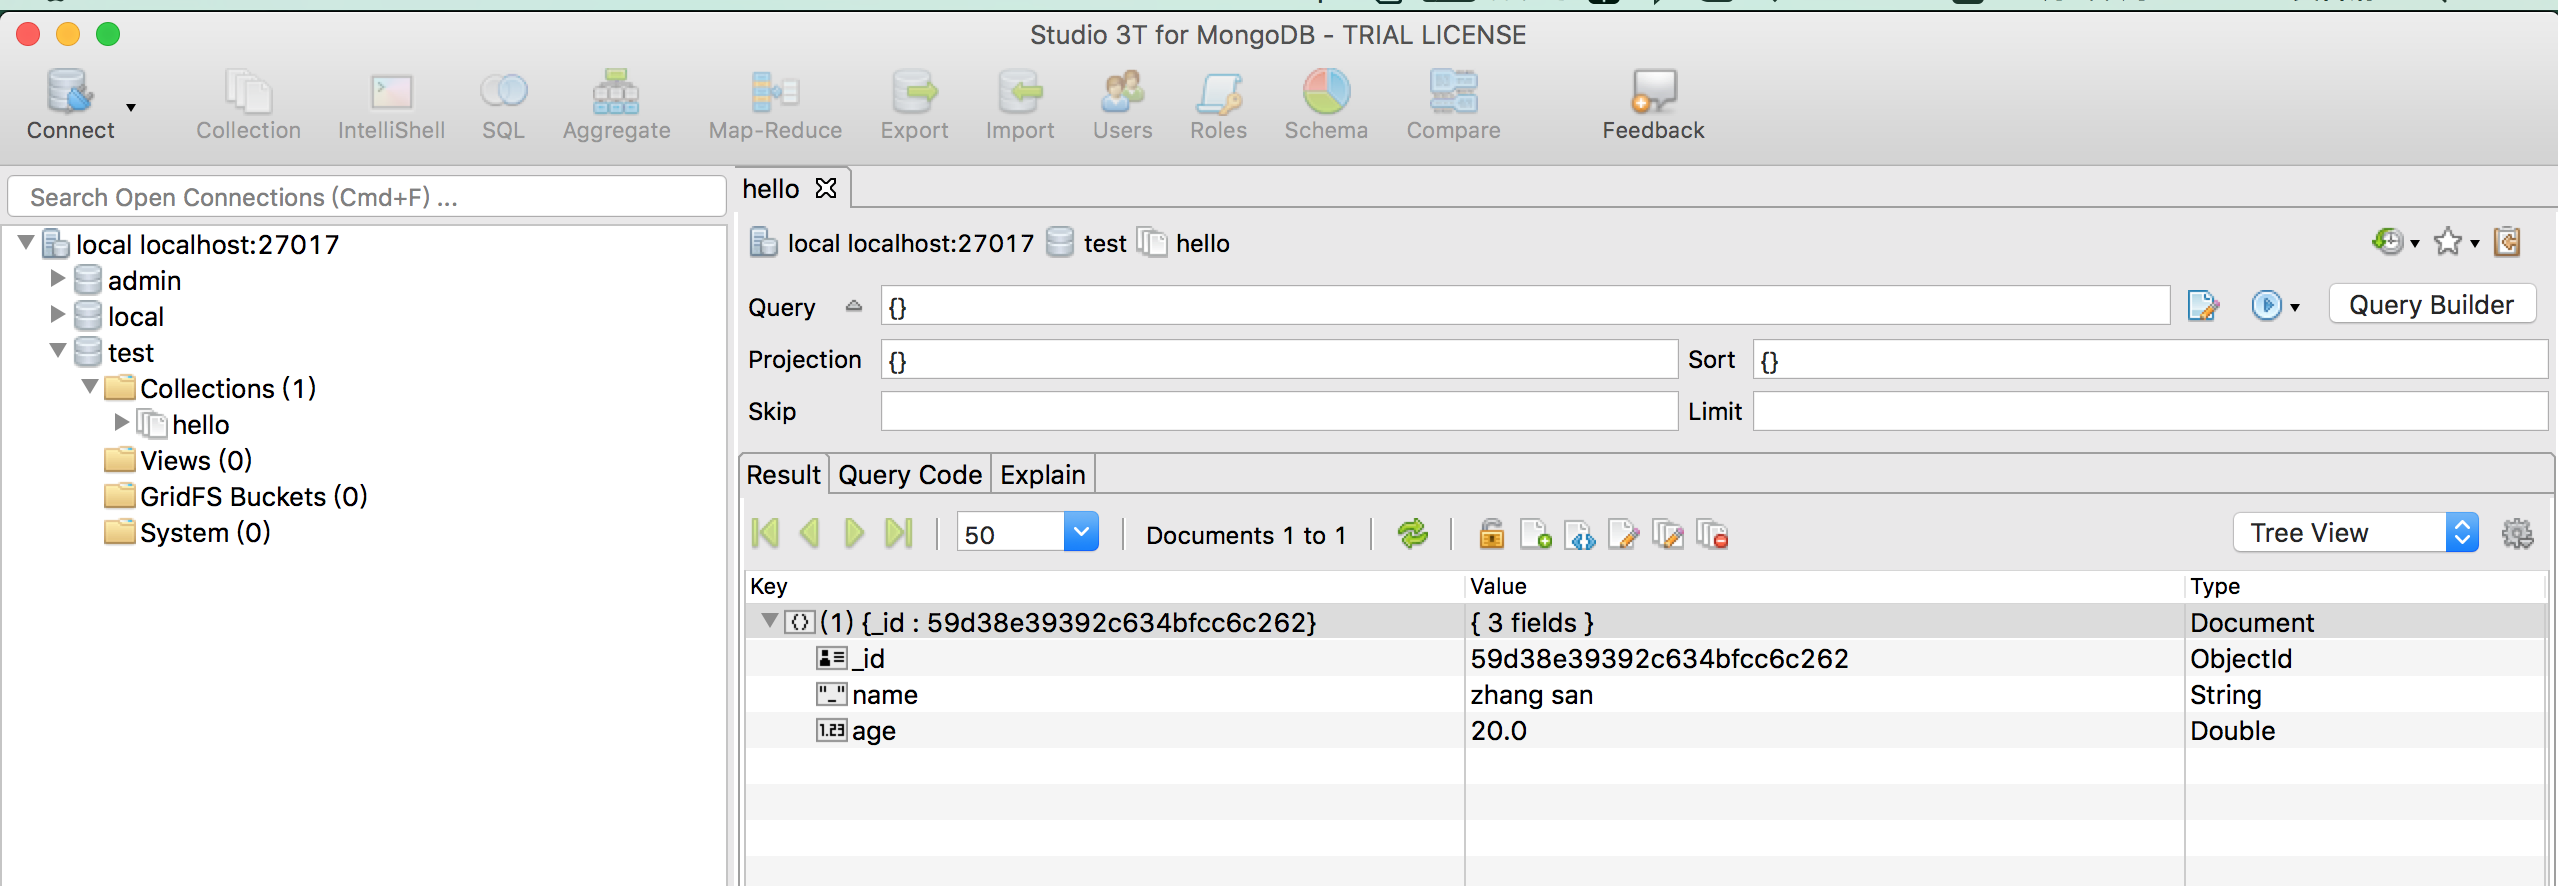 Studio 3T for MongoDB - TRIAL LICENSE
Connect Collection IntelliShell SQL Aggregate Map-Reduce Export Import Users Roles Schema Compare Feedback
Search Open Connections (Cmd+F) ...
local localhost:27017
admin
local
test
Collections (1)
hello
Views (0)
GridFS Buckets (0)
System (0)
hello
local localhost:27017 test hello
Query {} Query Builder
Projection {} Sort {}
Skip Limit
Result Query Code Explain
50 Documents 1 to 1 Tree View
Key Value Type
(1) {_id : 59d38e39392c634bfcc6c262} { 3 fields } Document
_id 59d38e39392c634bfcc6c262 ObjectId
"_" name zhang san String
1.23 age 20.0 Double